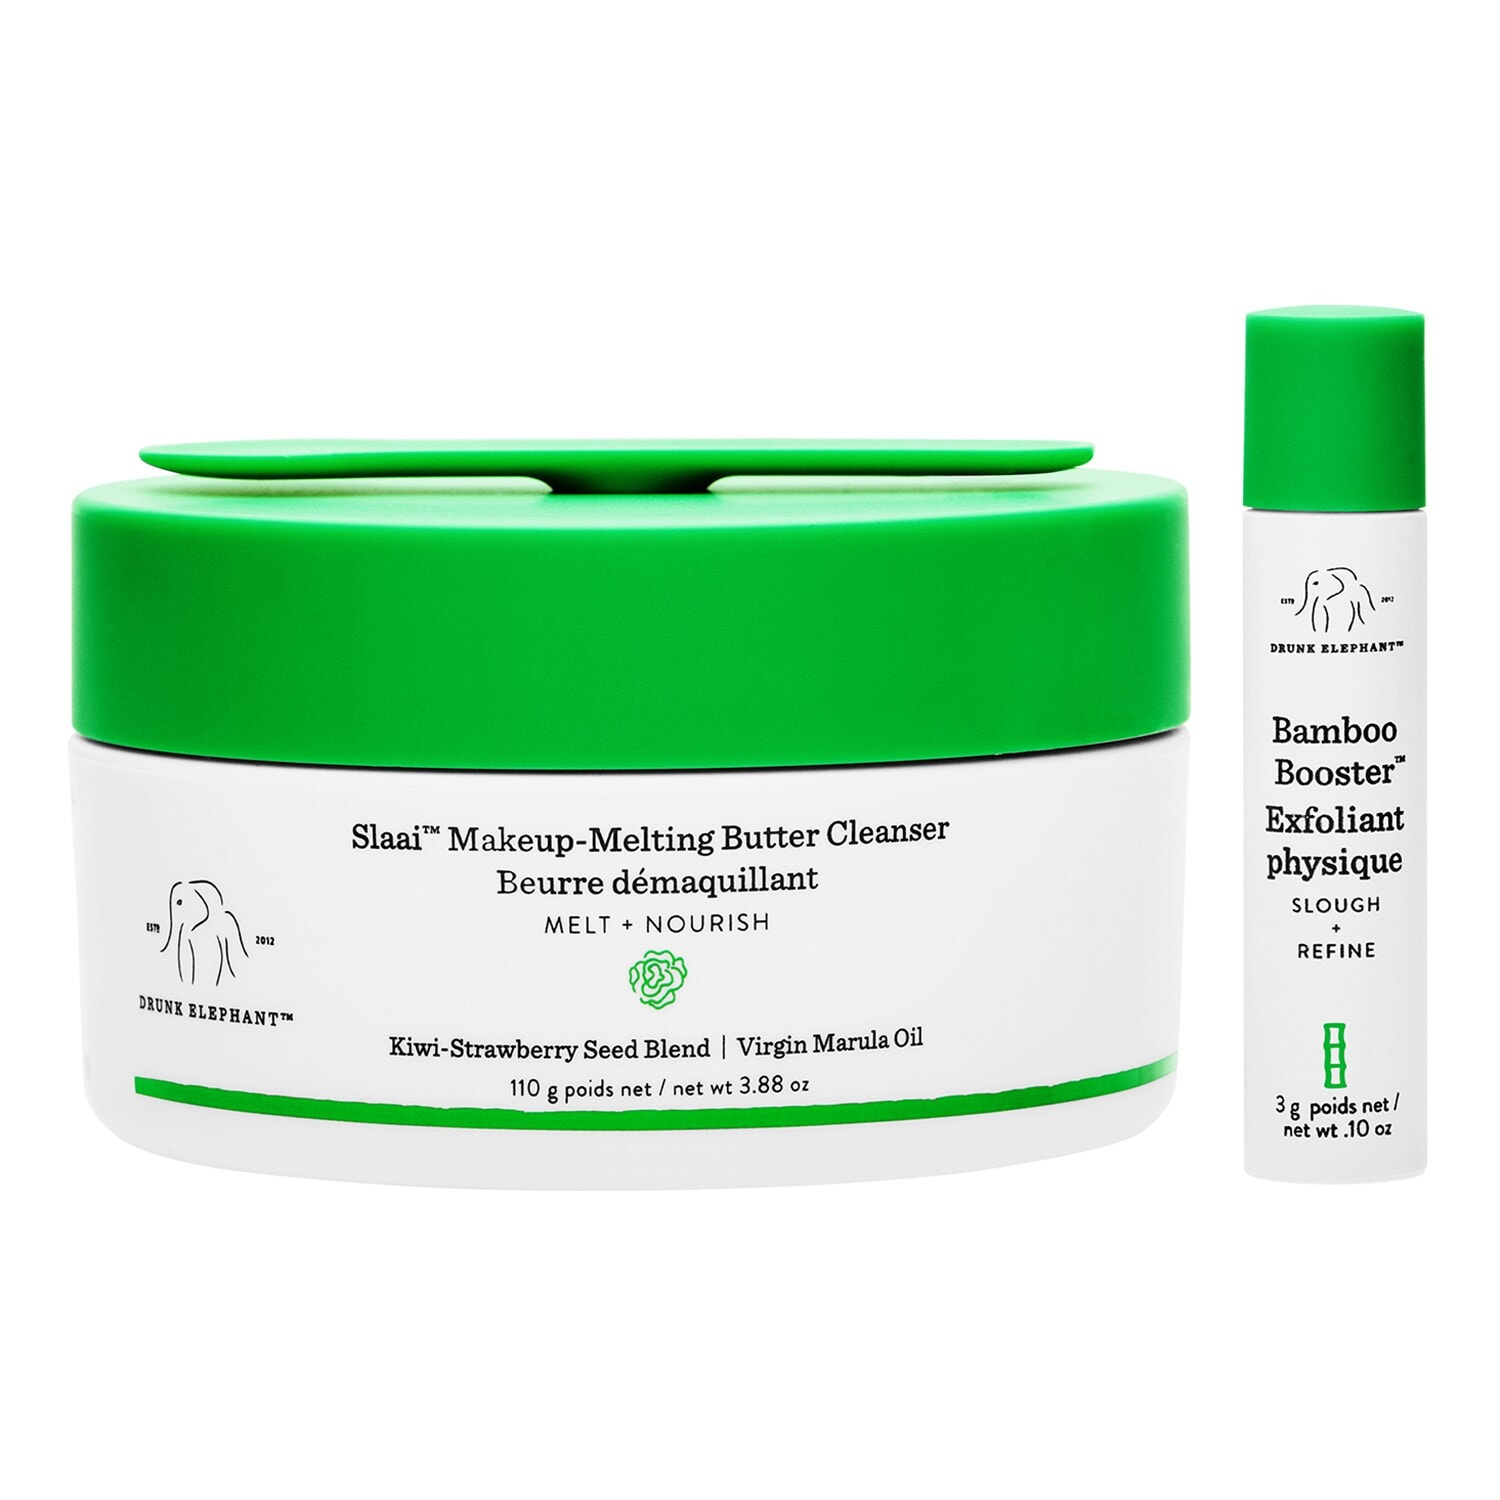 Slaai™ Makeup-Melting Butter Cleanser
Beurre démaquillant
MELT + NOURISH
ESTD 2012
DRUNK ELEPHANT™
Kiwi-Strawberry Seed Blend | Virgin Marula Oil
110 g poids net / net wt 3.88 oz
ESTD 2012
DRUNK ELEPHANT™
Bamboo
Booster™
Exfoliant
physique
SLOUGH
+
REFINE
3 g poids net /
net wt .10 oz